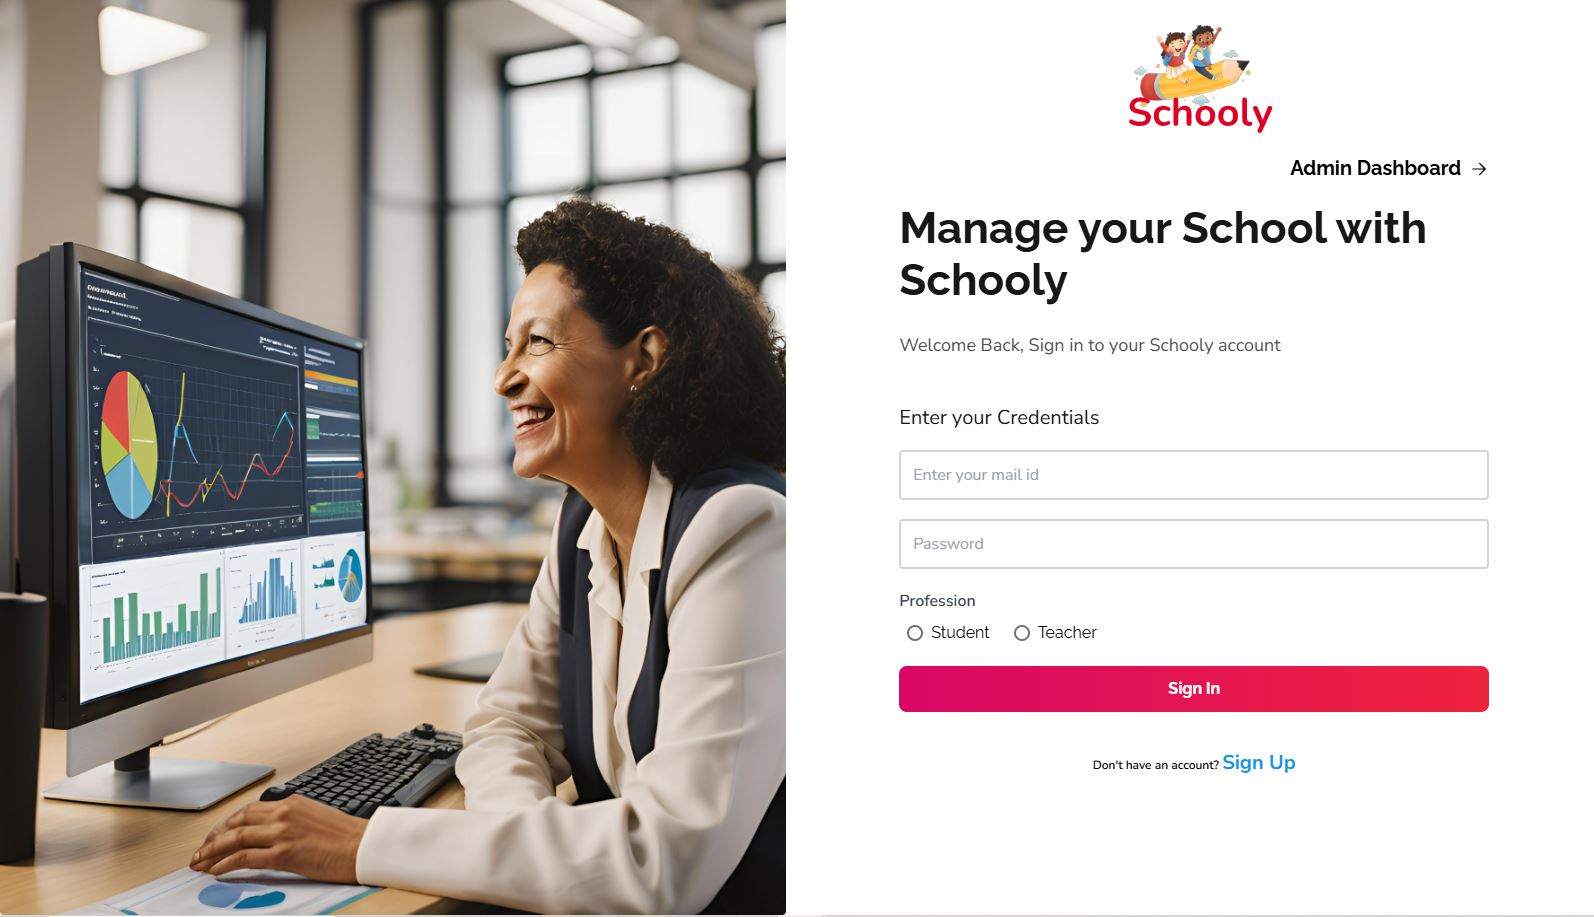 Schooly
Admin Dashboard →
Manage your School with
Schooly
Welcome Back, Sign in to your Schooly account
Enter your Credentials
Enter your mail id
Password
Profession
Student Teacher
Sign In
Don't have an account? Sign Up